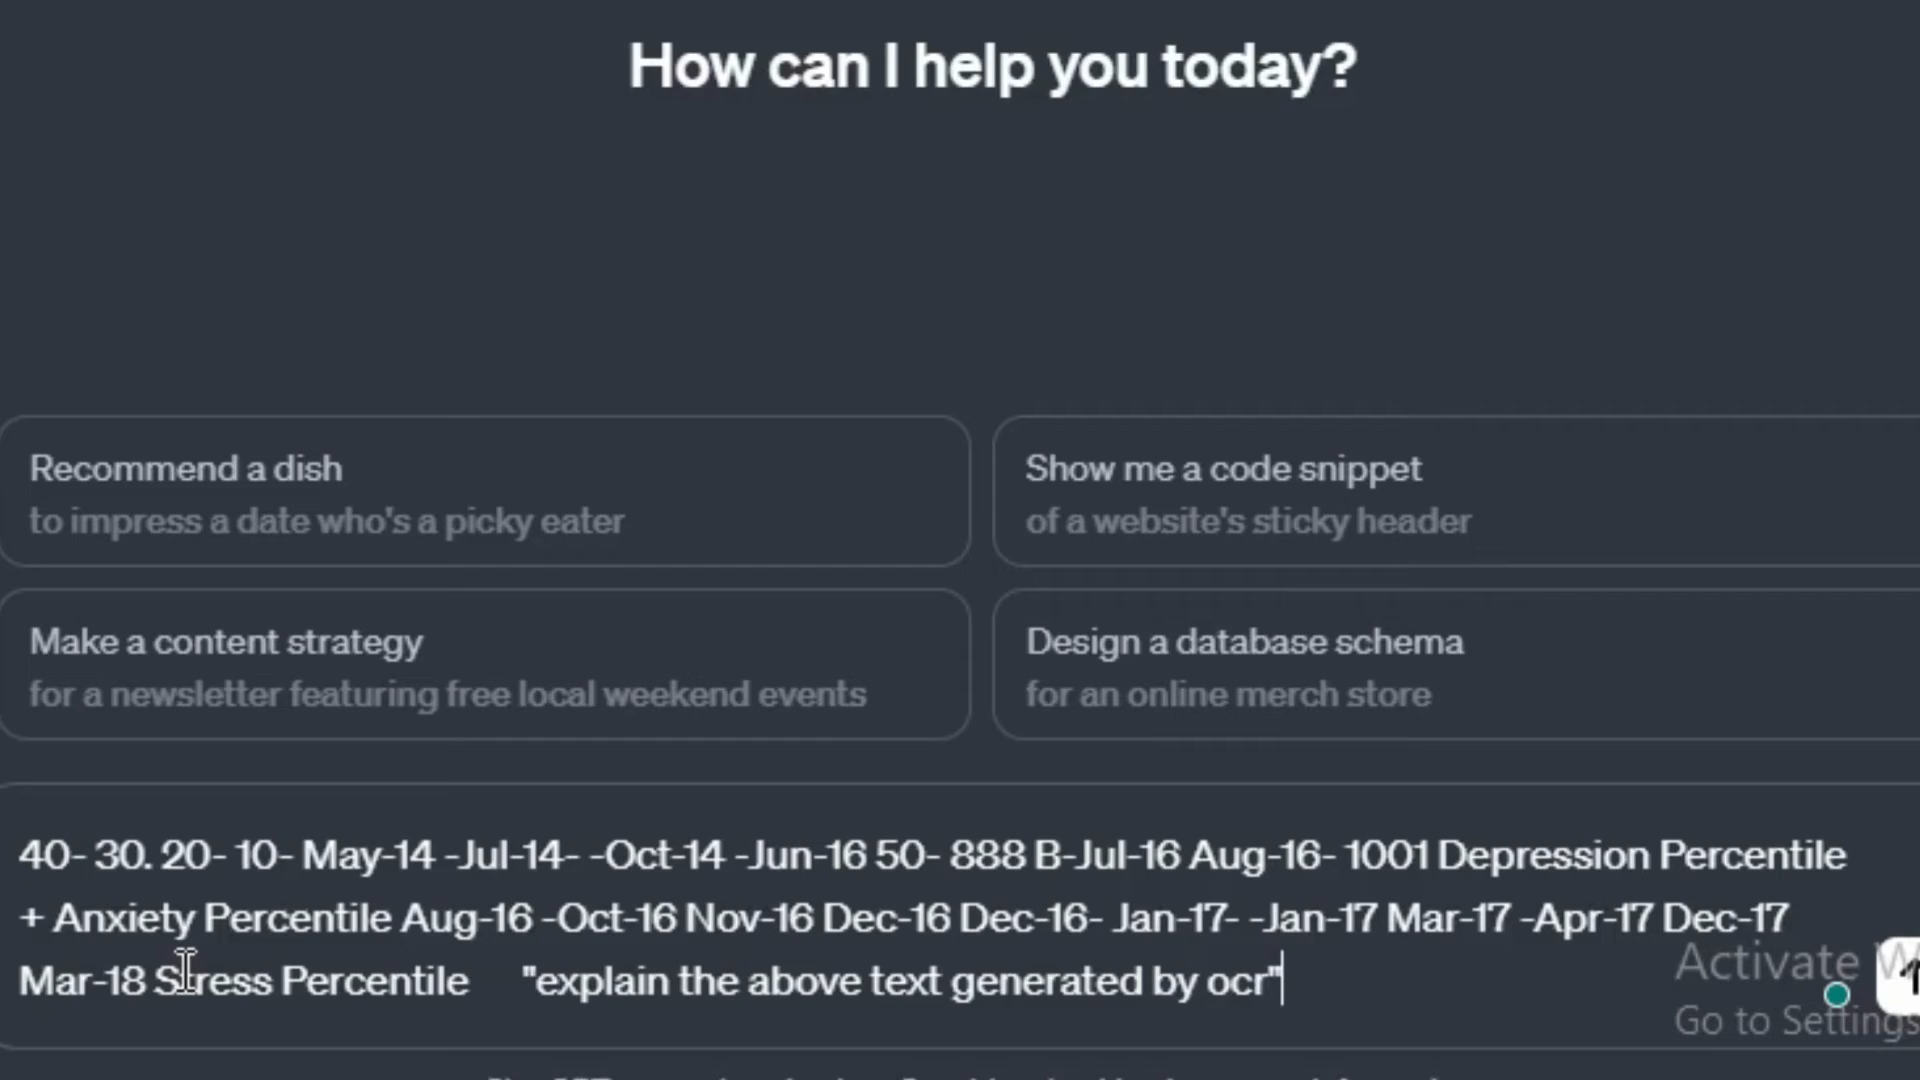 How can I help you today?
Recommend a dish
to impress a date who's a picky eater
Show me a code snippet
of a website's sticky header
Make a content strategy
for a newsletter featuring free local weekend events
Design a database schema
for an online merch store
40- 30. 20- 10- May-14 -Jul-14- -Oct-14 -Jun-16 50- 888 B-Jul-16 Aug-16- 1001 Depression Percentile
+ Anxiety Percentile Aug-16 -Oct-16 Nov-16 Dec-16 Dec-16- Jan-17- -Jan-17 Mar-17 -Apr-17 Dec-17
Mar-18 Stress Percentile "explain the above text generated by ocr"
Activate W
Go to Settings